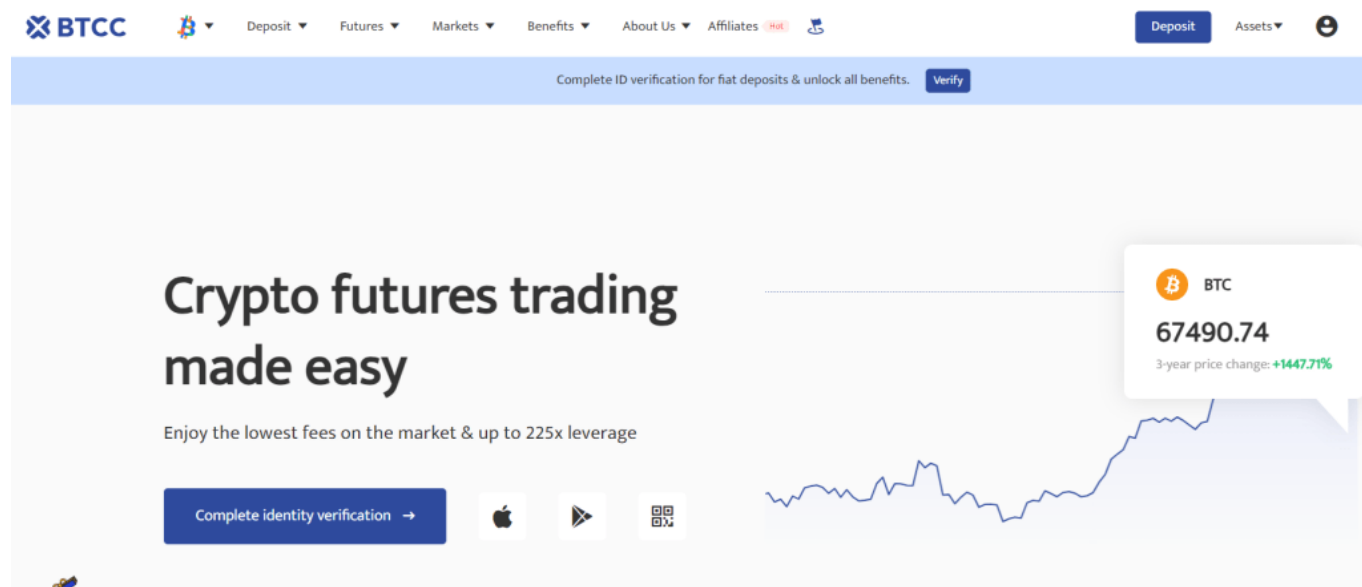 BTCC
Deposit
Futures
Markets
Benefits
About Us
Affiliates Hot
Deposit
Assets
Complete ID verification for fiat deposits & unlock all benefits. Verify
Crypto futures trading
made easy
Enjoy the lowest fees on the market & up to 225x leverage
Complete identity verification →
BTC
67490.74
3-year price change: +1447.71%